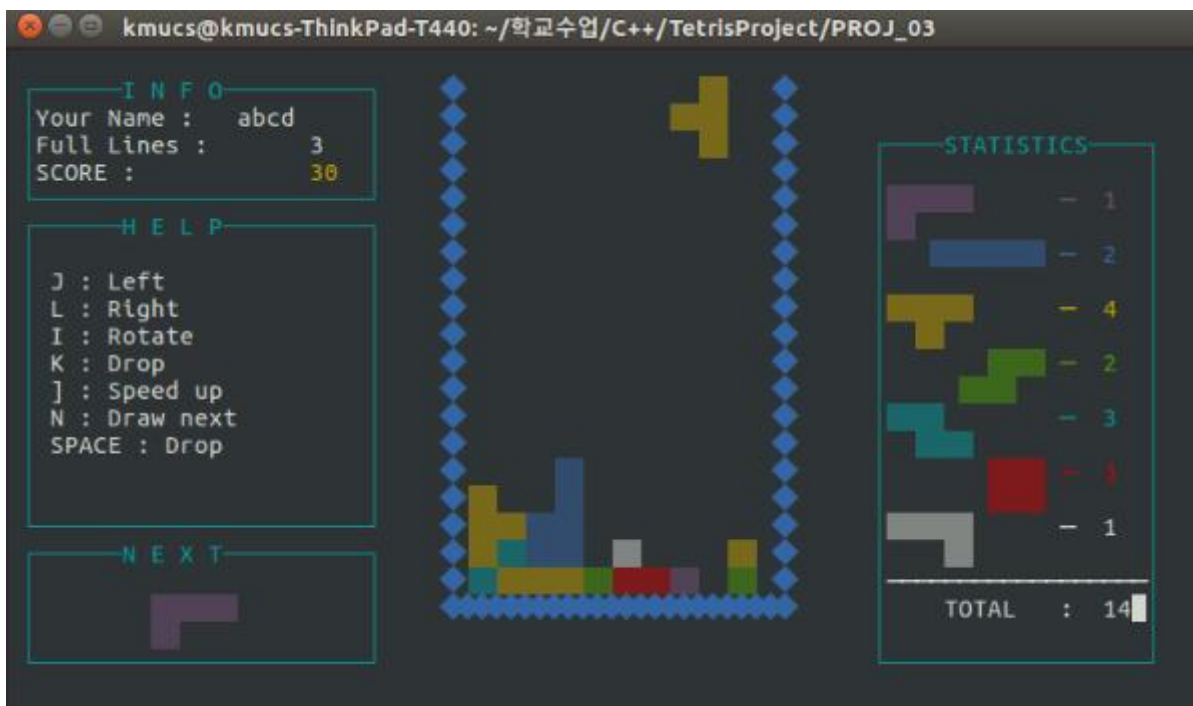 kmucs@kmucs-ThinkPad-T440: ~/학교수업/C++/TetrisProject/PROJ_03
I N F O
Your Name : abcd
Full Lines : 3
SCORE : 30
H E L P
J : Left
L : Right
I : Rotate
K : Drop
] : Speed up
N : Draw next
SPACE : Drop
N E X T
STATISTICS
— 1
— 2
— 4
— 2
— 3
— 1
TOTAL : 14